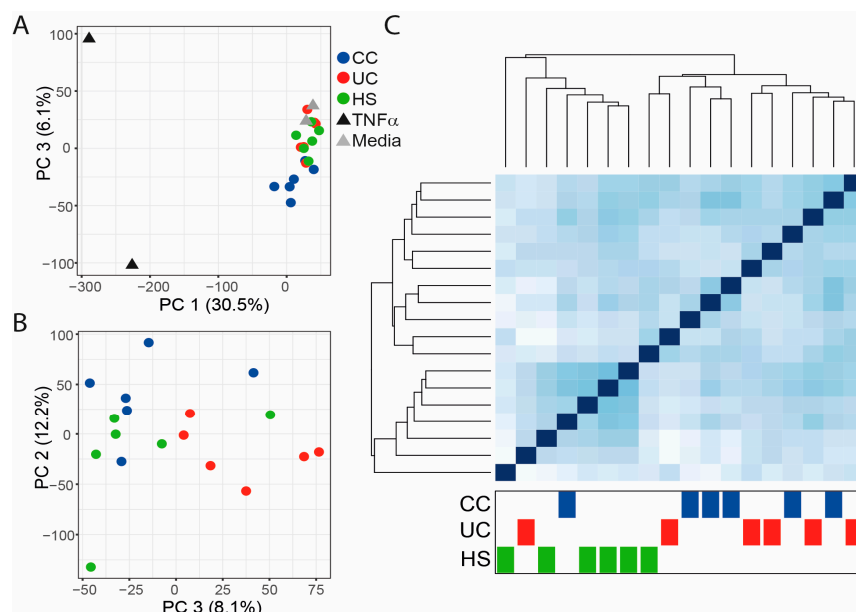 A
C
100
50
0
-50
-100
PC 3 (6.1%)
-300
-200
-100
0
PC 1 (30.5%)
CC
UC
HS
TNFα
Media
B
100
50
0
-50
-100
PC 2 (12.2%)
-50
-25
0
25
50
75
PC 3 (8.1%)
CC
UC
HS